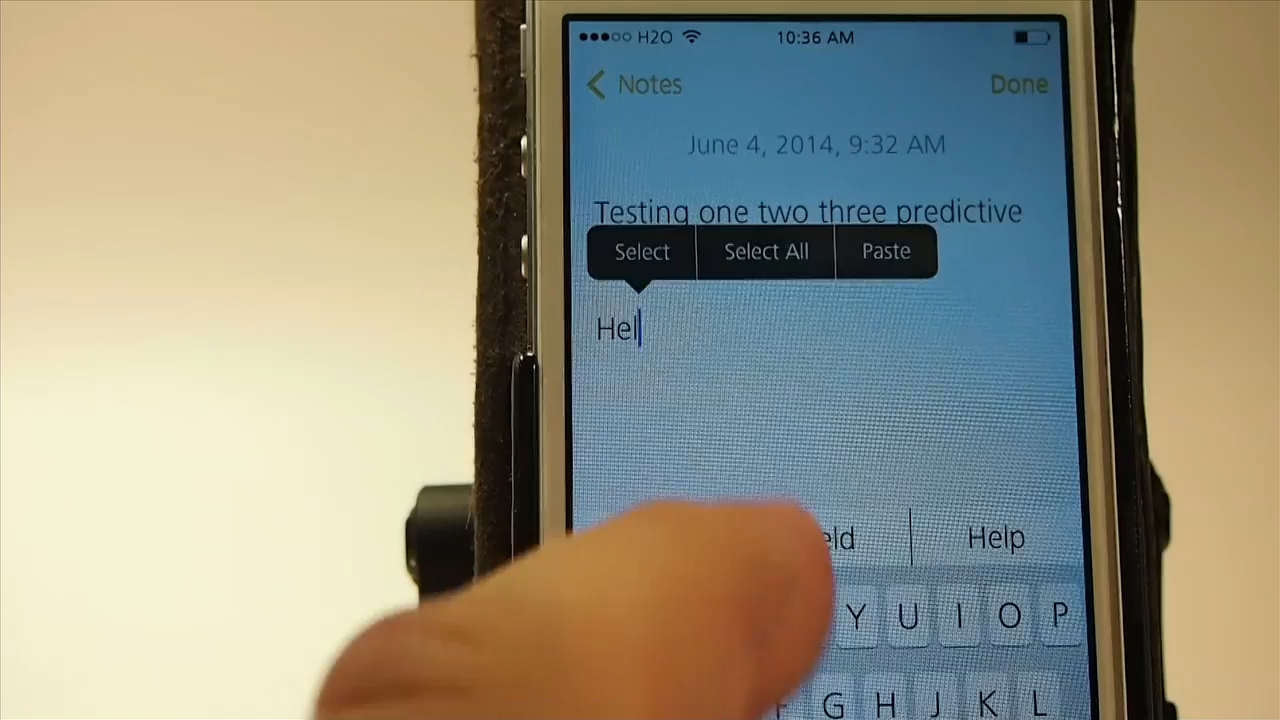 H2O 10:36 AM
Notes Done
June 4, 2014, 9:32 AM
Testing one two three predictive
Select Select All Paste
Hel
Help
Y U I O P
G H J K L